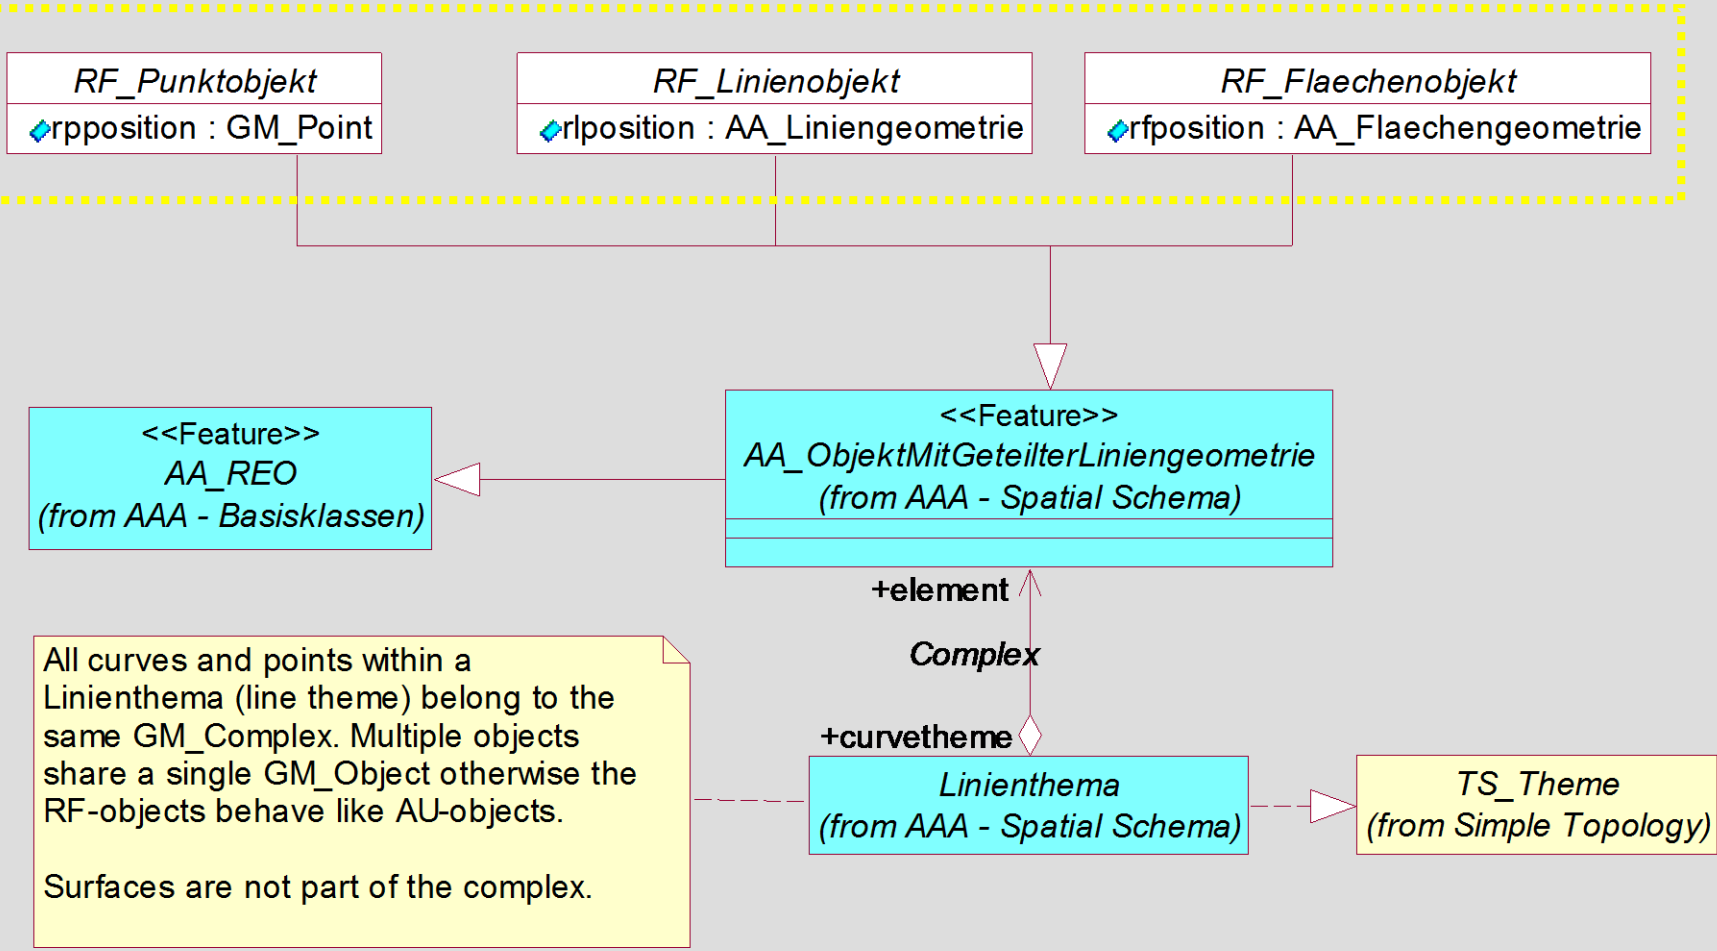 RF_Punktobjekt
rpposition : GM_Point
RF_Linienobjekt
rlposition : AA_Liniengeometrie
RF_Flaechenobjekt
rfposition : AA_Flaechengeometrie
<<Feature>>
AA_REO
(from AAA - Basisklassen)
<<Feature>>
AA_ObjektMitGeteilterLiniengeometrie
(from AAA - Spatial Schema)
+element
Complex
+curvetheme
All curves and points within a
Linienthema (line theme) belong to the
same GM_Complex. Multiple objects
share a single GM_Object otherwise the
RF-objects behave like AU-objects.
Surfaces are not part of the complex.
Linienthema
(from AAA - Spatial Schema)
TS_Theme
(from Simple Topology)